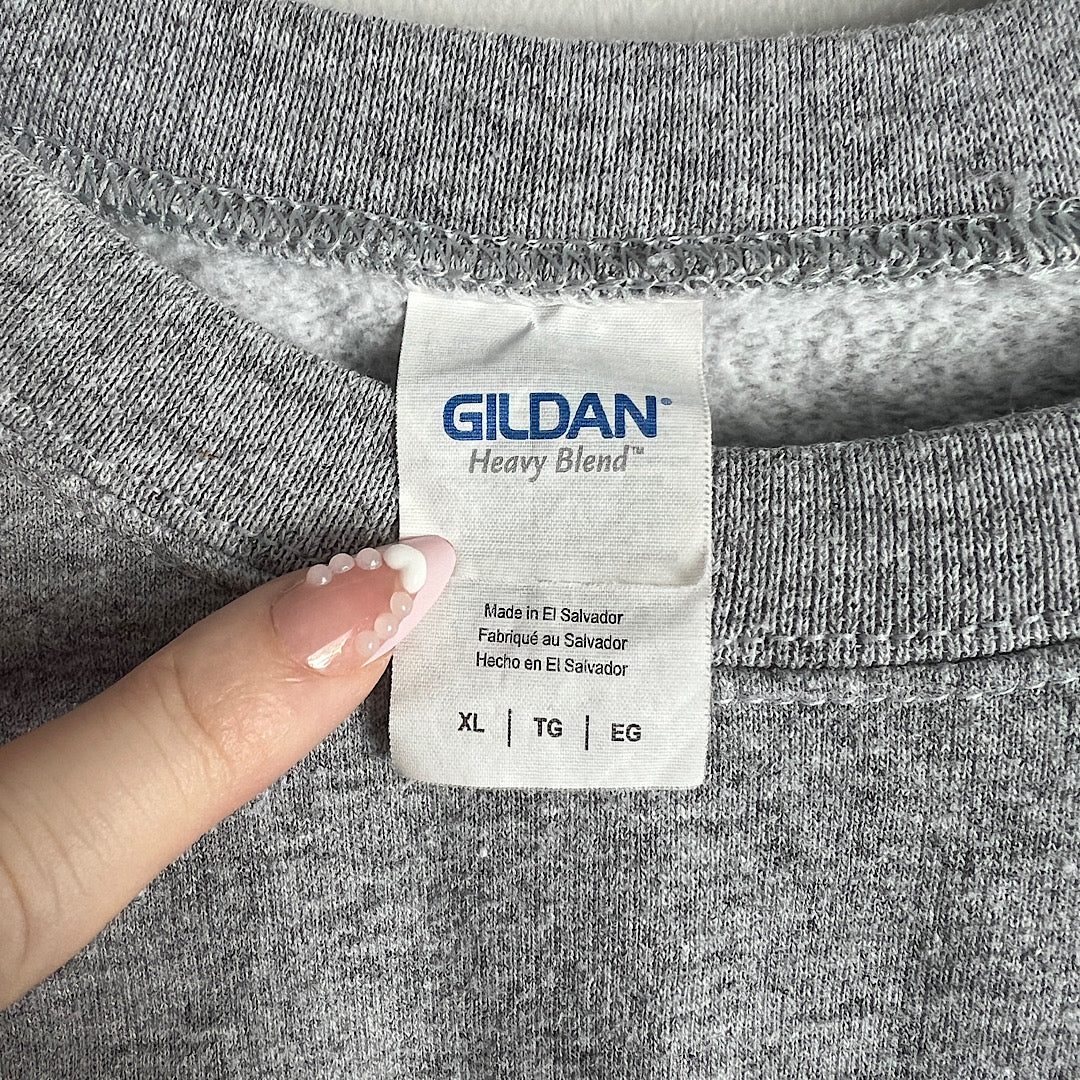 GILDAN®
Heavy Blend™
Made in El Salvador
Fabriqué au Salvador
Hecho en El Salvador
XL | TG | EG